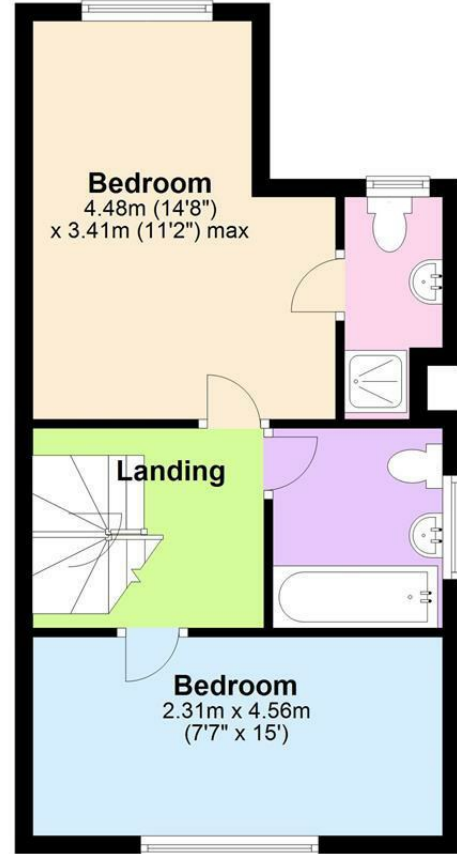 Bedroom
4.48m (14'8")
x 3.41m (11'2") max
Landing
Bedroom
2.31m x 4.56m
(7'7" x 15')